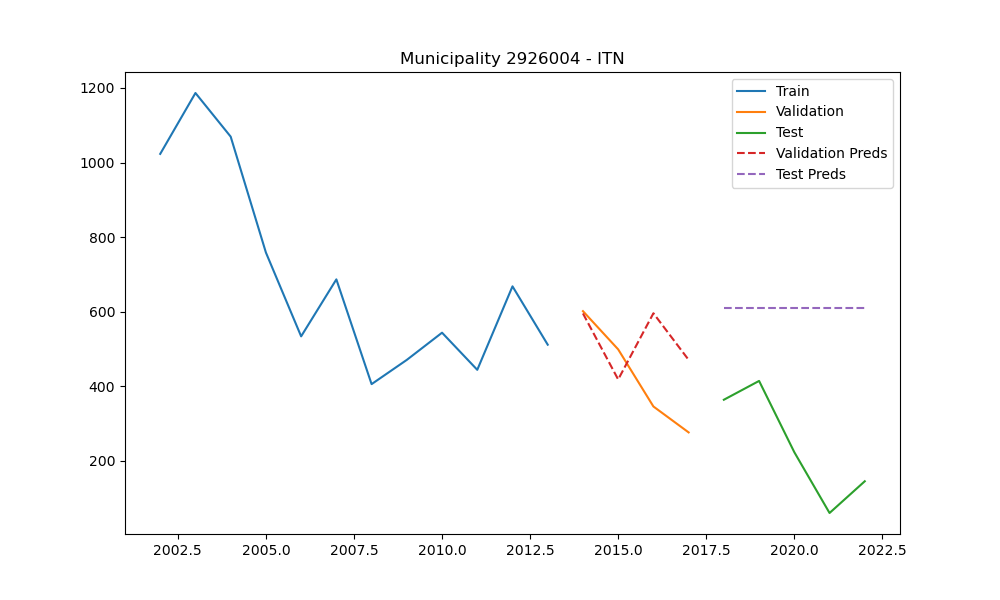 Municipality 2926004 - ITN
1200
1000
800
600
400
200
Train
Validation
Test
Validation Preds
Test Preds
2002.5 2005.0 2007.5 2010.0 2012.5 2015.0 2017.5 2020.0 2022.5